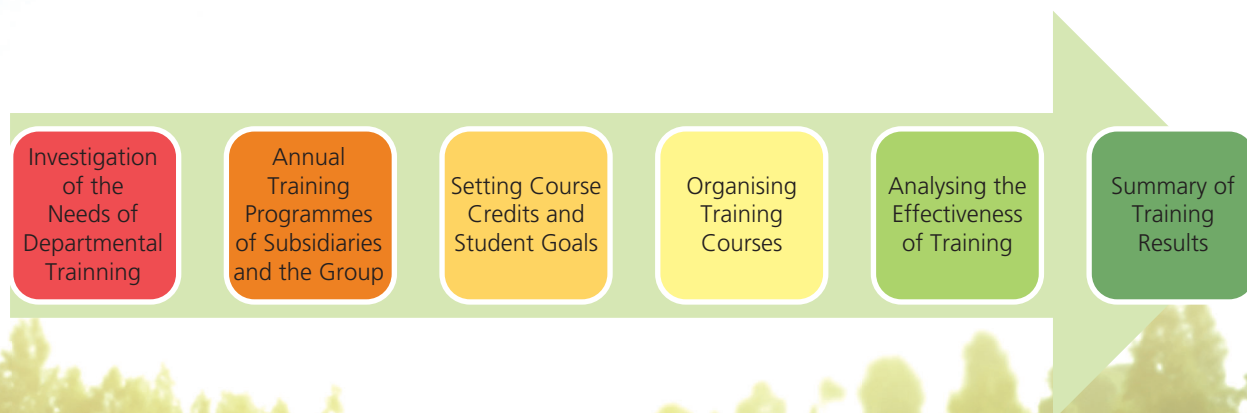 Investigation
of the
Needs of
Departmental
Trainning
Annual
Training
Programmes
of Subsidiaries
and the Group
Setting Course
Credits and
Student Goals
Organising
Training
Courses
Analysing the
Effectiveness
of Training
Summary of
Training
Results